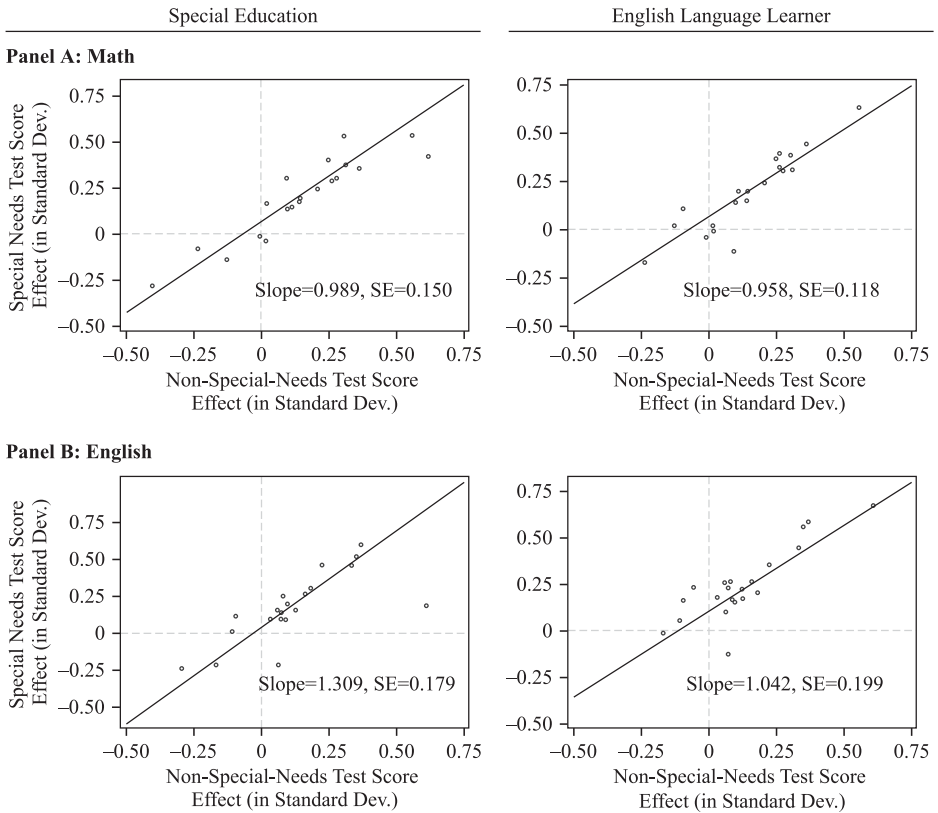 Special Education
English Language Learner
Panel A: Math
Special Needs Test Score
Effect (in Standard Dev.)
0.75
0.50
0.25
0
−0.25
−0.50
Slope=0.989, SE=0.150
−0.50 −0.25 0 0.25 0.50 0.75
Non-Special-Needs Test Score
Effect (in Standard Dev.)
0.75
0.50
0.25
0
−0.25
−0.50
Slope=0.958, SE=0.118
−0.50 −0.25 0 0.25 0.50 0.75
Non-Special-Needs Test Score
Effect (in Standard Dev.)
Panel B: English
Special Needs Test Score
Effect (in Standard Dev.)
0.75
0.50
0.25
0
−0.25
−0.50
Slope=1.309, SE=0.179
−0.50 −0.25 0 0.25 0.50 0.75
Non-Special-Needs Test Score
Effect (in Standard Dev.)
0.75
0.50
0.25
0
−0.25
−0.50
Slope=1.042, SE=0.199
−0.50 −0.25 0 0.25 0.50 0.75
Non-Special-Needs Test Score
Effect (in Standard Dev.)